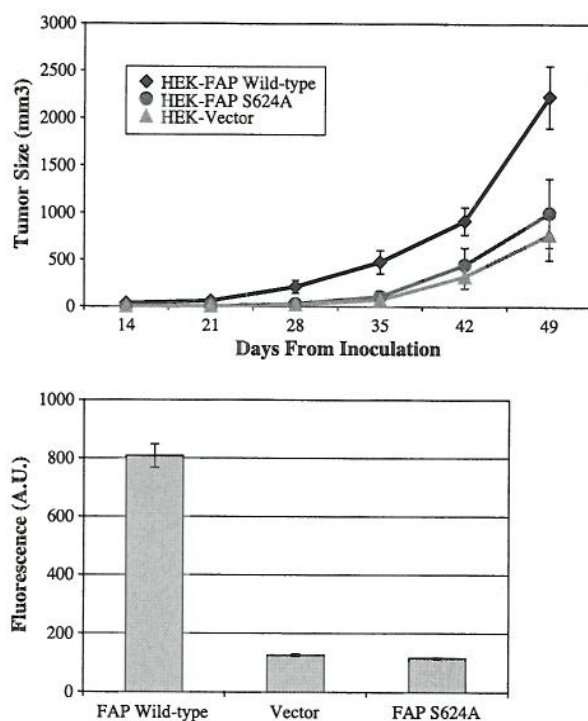 2500
2000
1500
1000
500
0
Tumor Size (mm3)
HEK-FAP Wild-type
HEK-FAP S624A
HEK-Vector
14 21 28 35 42 49
Days From Inoculation
1000
800
600
400
200
0
Fluorescence (A.U.)
FAP Wild-type Vector FAP S624A